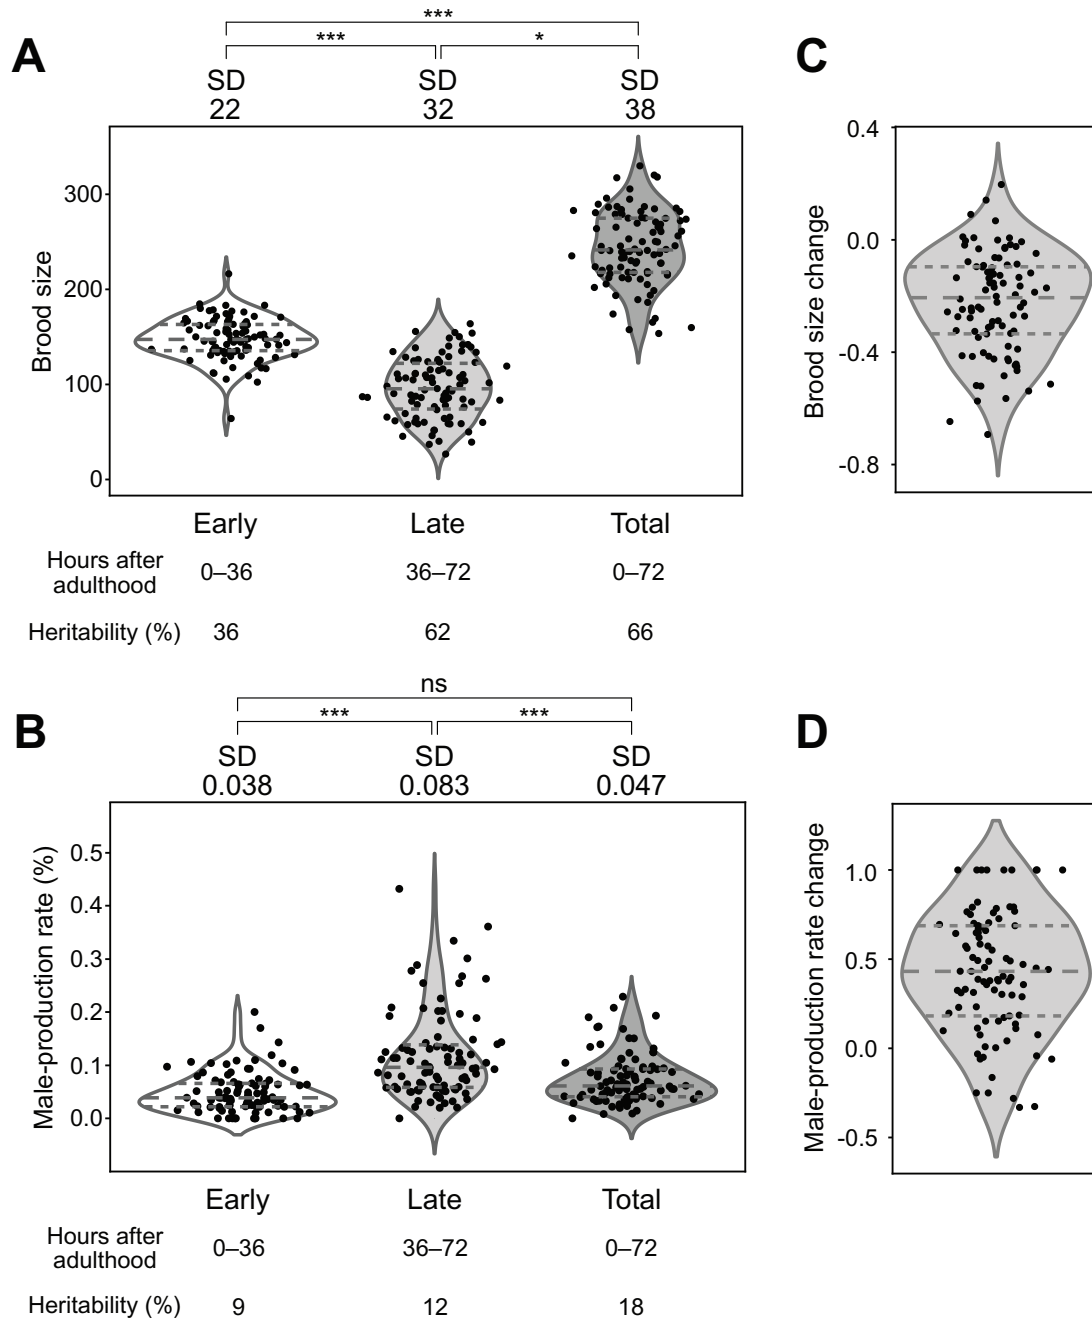 ***
*** *
A
SD SD SD
22 32 38
300
200
100
0
Brood size
Early Late Total
Hours after adulthood
0–36 36–72 0–72
Heritability (%) 36 62 66
C
0.4
0.0
-0.4
-0.8
Brood size change
ns
*** ***
B
SD SD SD
0.038 0.083 0.047
0.5
0.4
0.3
0.2
0.1
0.0
Male-production rate (%)
Early Late Total
Hours after adulthood
0–36 36–72 0–72
Heritability (%) 9 12 18
D
1.0
0.5
0.0
-0.5
Male-production rate change